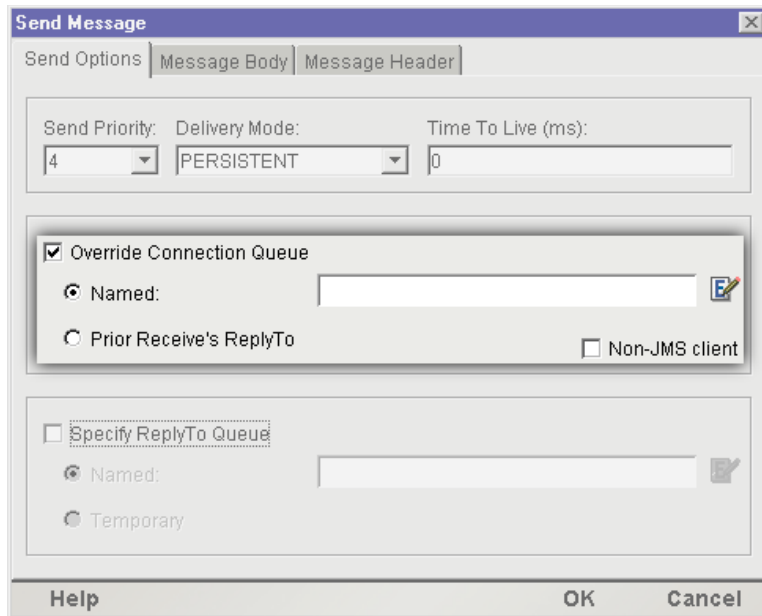 Send Message
Send Options Message Body Message Header
Send Priority: Delivery Mode: Time To Live (ms):
4 PERSISTENT 0
Override Connection Queue
Named:
Prior Receive's ReplyTo
Non-JMS client
Specify ReplyTo Queue
Named:
Temporary
Help OK Cancel